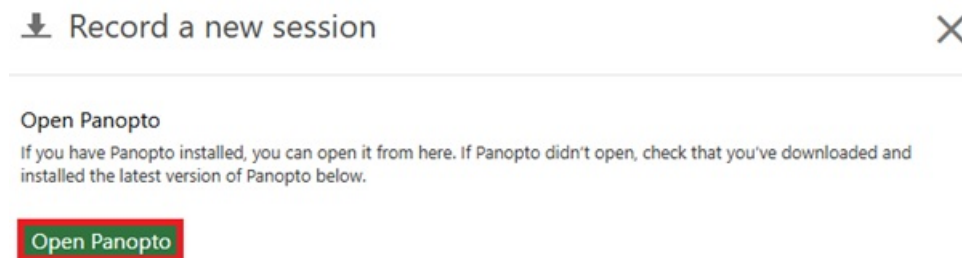 Record a new session
Open Panopto
If you have Panopto installed, you can open it from here. If Panopto didn't open, check that you've downloaded and
installed the latest version of Panopto below.
Open Panopto